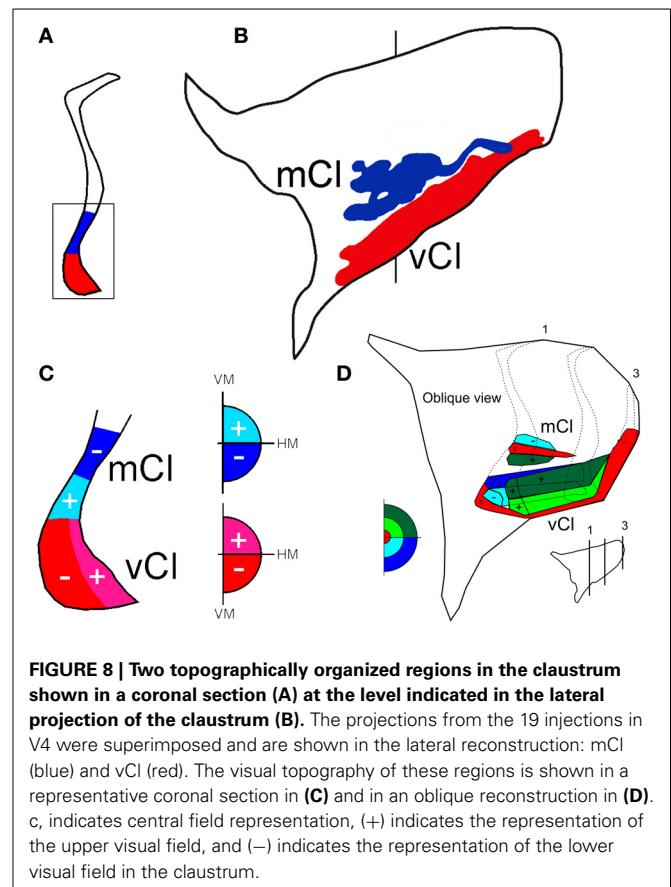 A
B
mCl
vCl
C
VM
+
HM
-
-
mCl
+
-
+
vCl
+
HM
-
VM
D
1
3
Oblique view
mCl
-
c
+
-
+
-
c
+
vCl
1
3
FIGURE 8 | Two topographically organized regions in the claustrum
shown in a coronal section (A) at the level indicated in the lateral
projection of the claustrum (B). The projections from the 19 injections in
V4 were superimposed and are shown in the lateral reconstruction: mCl
(blue) and vCl (red). The visual topography of these regions is shown in a
representative coronal section in (C) and in an oblique reconstruction in (D).
c, indicates central field representation, (+) indicates the representation of
the upper visual field, and (−) indicates the representation of the lower
visual field in the claustrum.